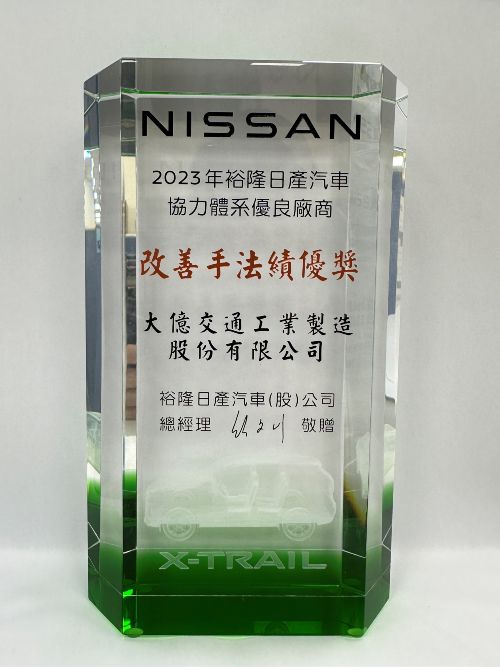 NISSAN
2023年裕隆日產汽車
協力體系優良廠商
改善手法績優獎
大億交通工業製造
股份有限公司
裕隆日產汽車(股)公司
總經理 敬贈
X-TRAIL